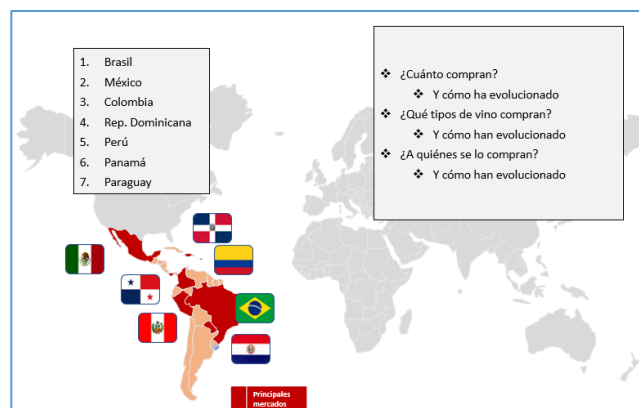 1. Brasil
2. México
3. Colombia
4. Rep. Dominicana
5. Perú
6. Panamá
7. Paraguay
❖ ¿Cuánto compran?
❖ Y cómo ha evolucionado
❖ ¿Qué tipos de vino compran?
❖ Y cómo han evolucionado
❖ ¿A quiénes se lo compran?
❖ Y cómo han evolucionado
Principales
mercados